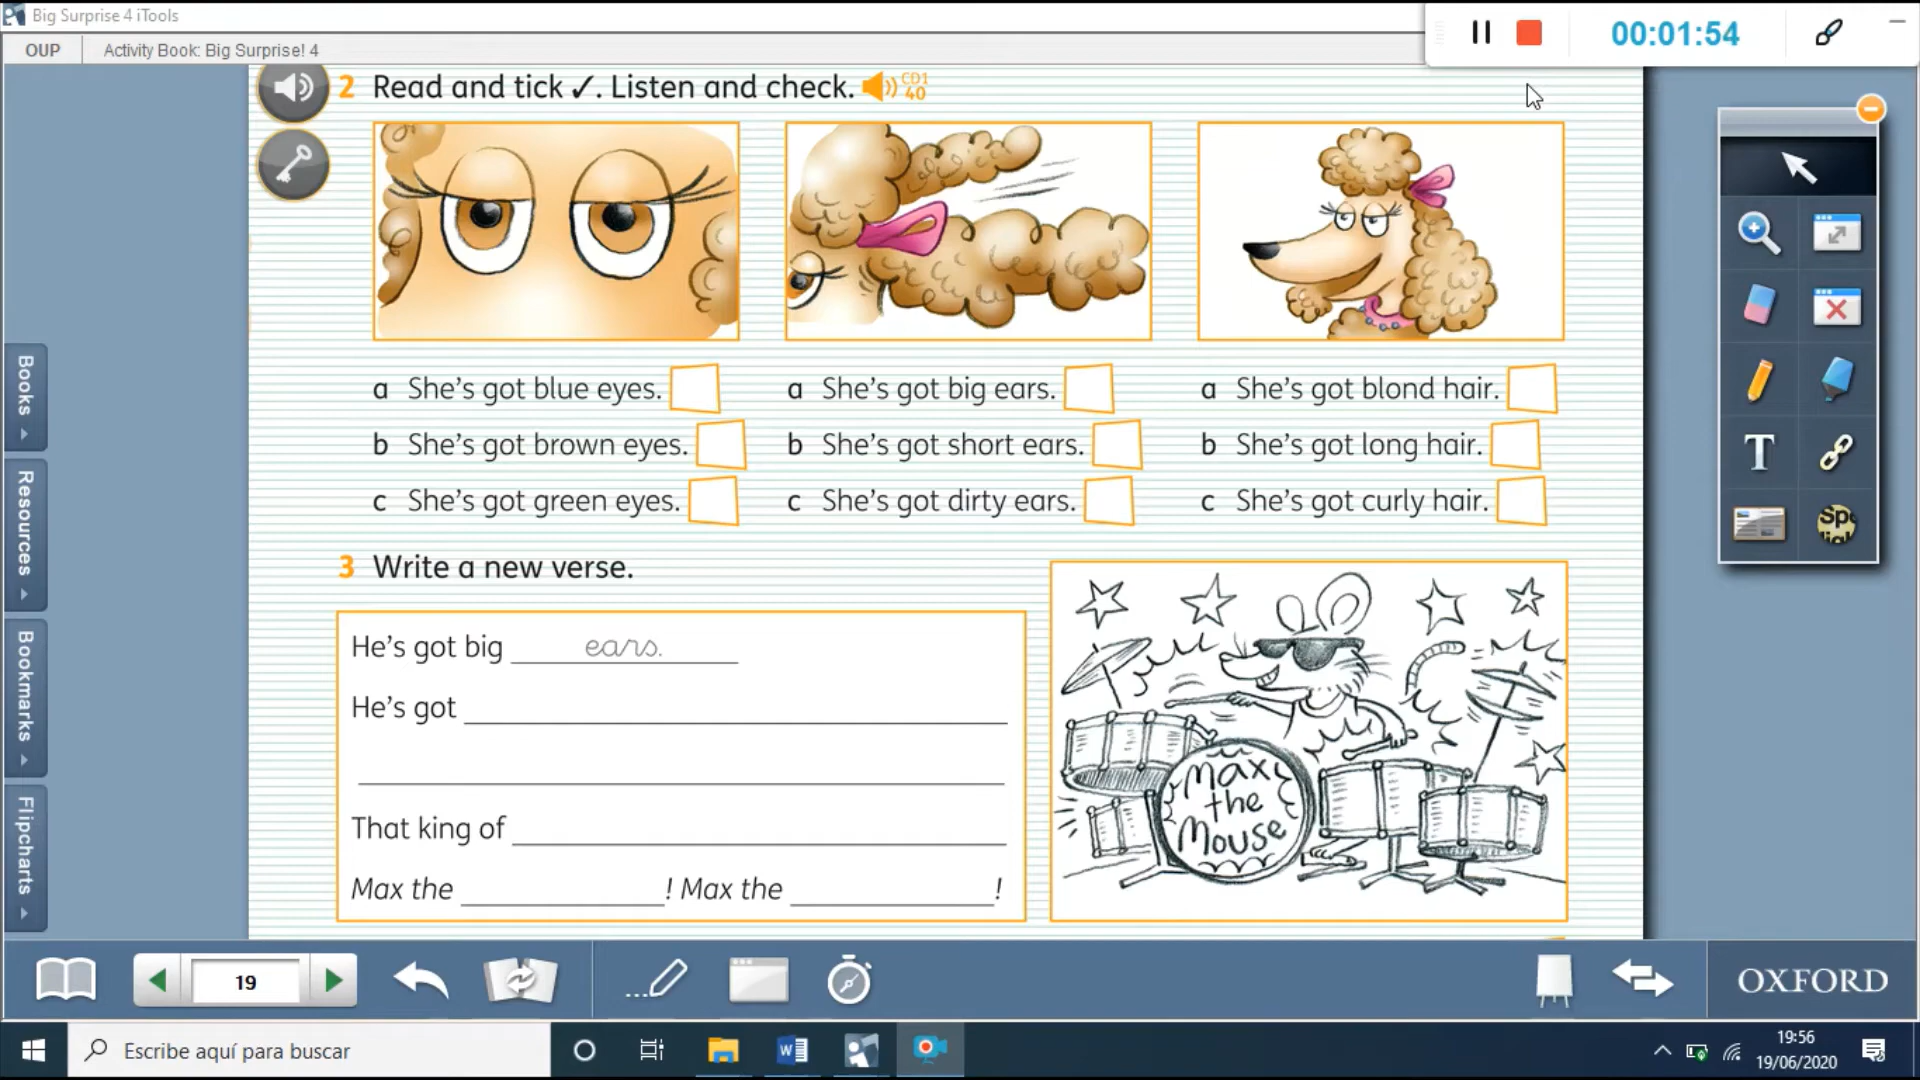 Big Surprise 4 iTools
00:01:54
OUP
Activity Book: Big Surprise! 4
2 Read and tick ✓. Listen and check. CD1 40
a She's got blue eyes.
b She's got brown eyes.
c She's got green eyes.
a She's got big ears.
b She's got short ears.
c She's got dirty ears.
a She's got blond hair.
b She's got long hair.
c She's got curly hair.
3 Write a new verse.
He's got big ears.
He's got
That king of
Max the ! Max the !
Max
the
Mouse
Books
Resources
Bookmarks
Flipcharts
T
19
OXFORD
Escribe aquí para buscar
W
19:56
19/06/2020